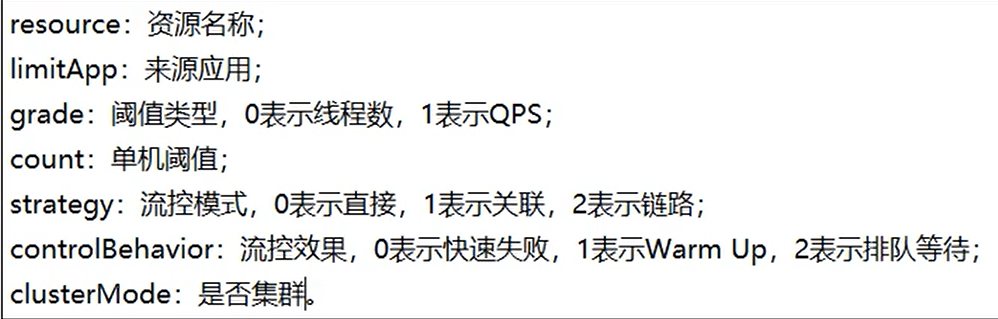 resource：资源名称；
limitApp：来源应用；
grade：阈值类型，0表示线程数，1表示QPS；
count：单机阈值；
strategy：流控模式，0表示直接，1表示关联，2表示链路；
controlBehavior：流控效果，0表示快速失败，1表示Warm Up，2表示排队等待；
clusterMode：是否集群。